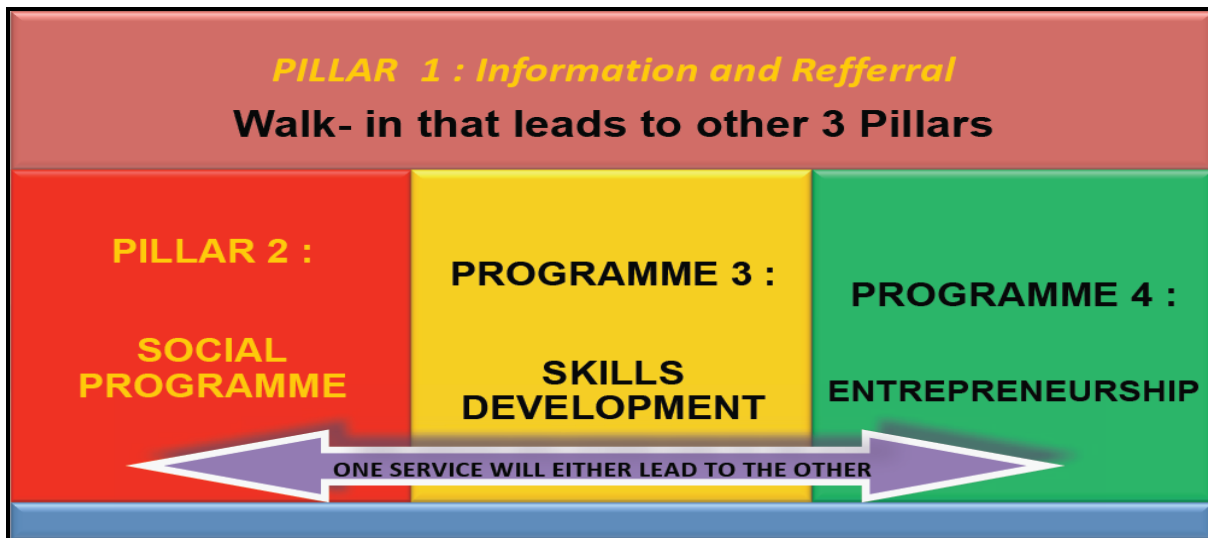 PILLAR 1 : Information and Refferral
Walk- in that leads to other 3 Pillars
PILLAR 2 :
SOCIAL
PROGRAMME
PROGRAMME 3 :
SKILLS
DEVELOPMENT
PROGRAMME 4 :
ENTREPRENEURSHIP
ONE SERVICE WILL EITHER LEAD TO THE OTHER